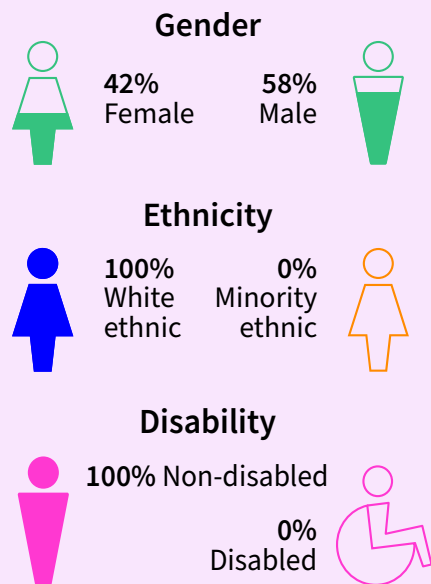 Gender
42%
Female
58%
Male
Ethnicity
100%
White
ethnic
0%
Minority
ethnic
Disability
100% Non-disabled
0%
Disabled